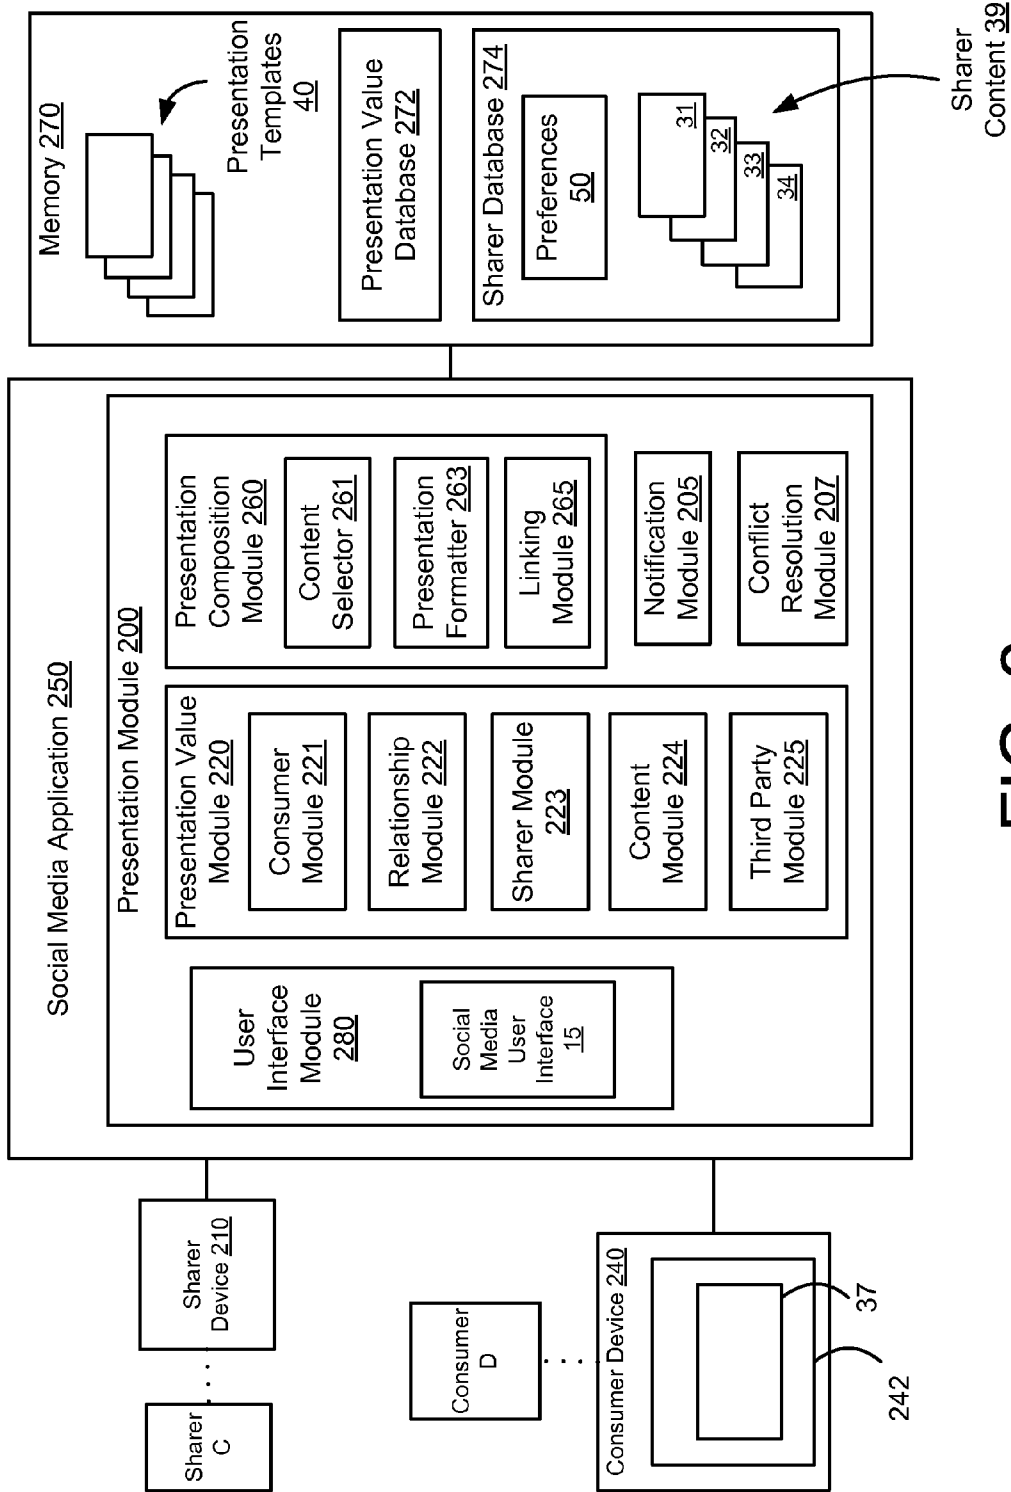 Sharer
C
Sharer
Device 210
Consumer
D
Consumer Device 240
37
242
Social Media Application 250
Presentation Module 200
User
Interface
Module
280
Social
Media
User
Interface
15
Presentation Value
Module 220
Consumer
Module 221
Relationship
Module 222
Sharer Module
223
Content
Module 224
Third Party
Module 225
Presentation
Composition
Module 260
Content
Selector 261
Presentation
Formatter 263
Linking
Module 265
Notification
Module 205
Conflict
Resolution
Module 207
Memory 270
Presentation
Templates
40
Presentation Value
Database 272
Sharer Database 274
Preferences
50
31
32
33
34
Sharer
Content 39
FIG.